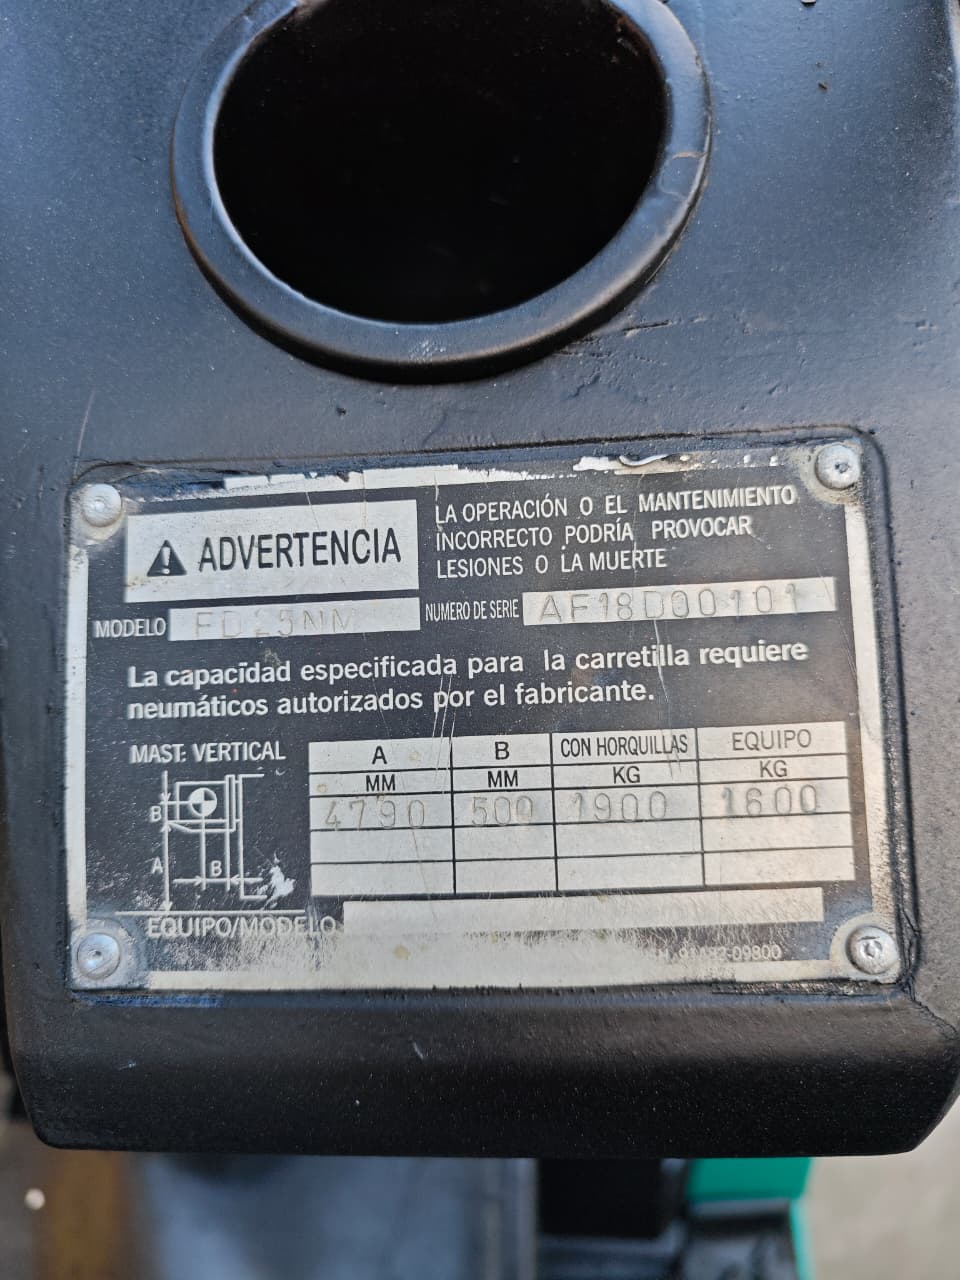 ADVERTENCIA
LA OPERACIÓN O EL MANTENIMIENTO
INCORRECTO PODRÍA PROVOCAR
LESIONES O LA MUERTE
MODELO FD25NM NUMERO DE SERIE AF18D00101
La capacidad especificada para la carretilla requiere
neumáticos autorizados por el fabricante.
MAST. VERTICAL
A B CON HORQUILLAS EQUIPO
MM MM KG KG
4790 500 1900 1600
B
A
B
EQUIPO/MODELO